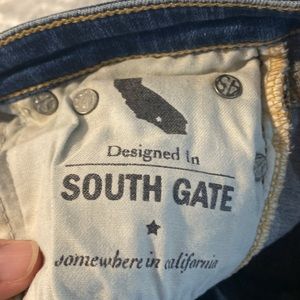 Designed in
SOUTH GATE
somewhere in california